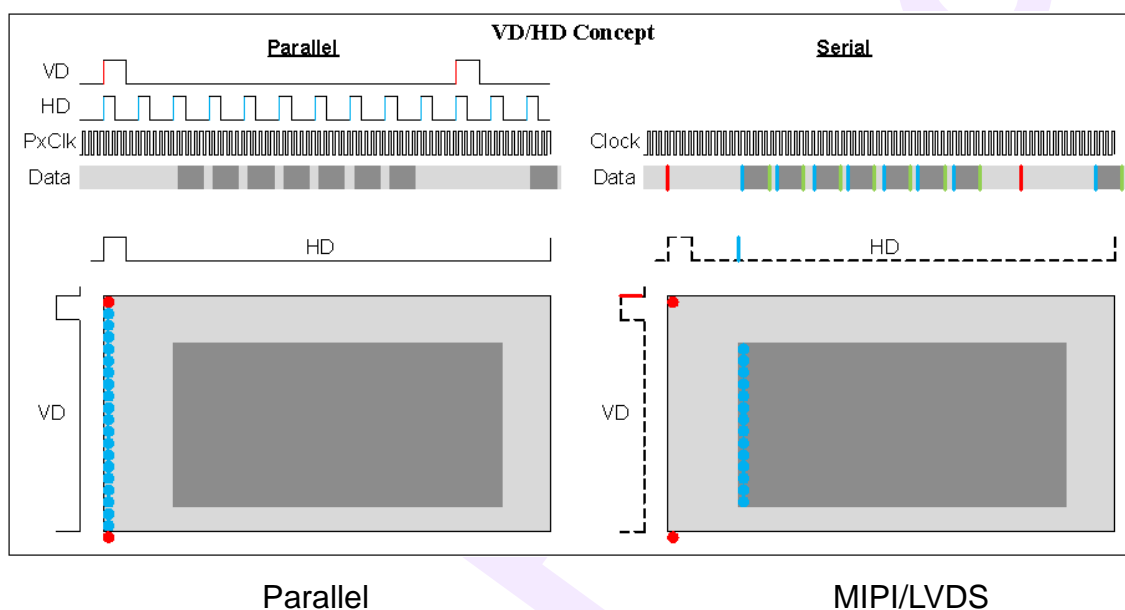 VD/HD Concept
Parallel
Serial
VD
HD
PxClk
Data
Clock
Data
HD
VD
HD
VD
Parallel
MIPI/LVDS